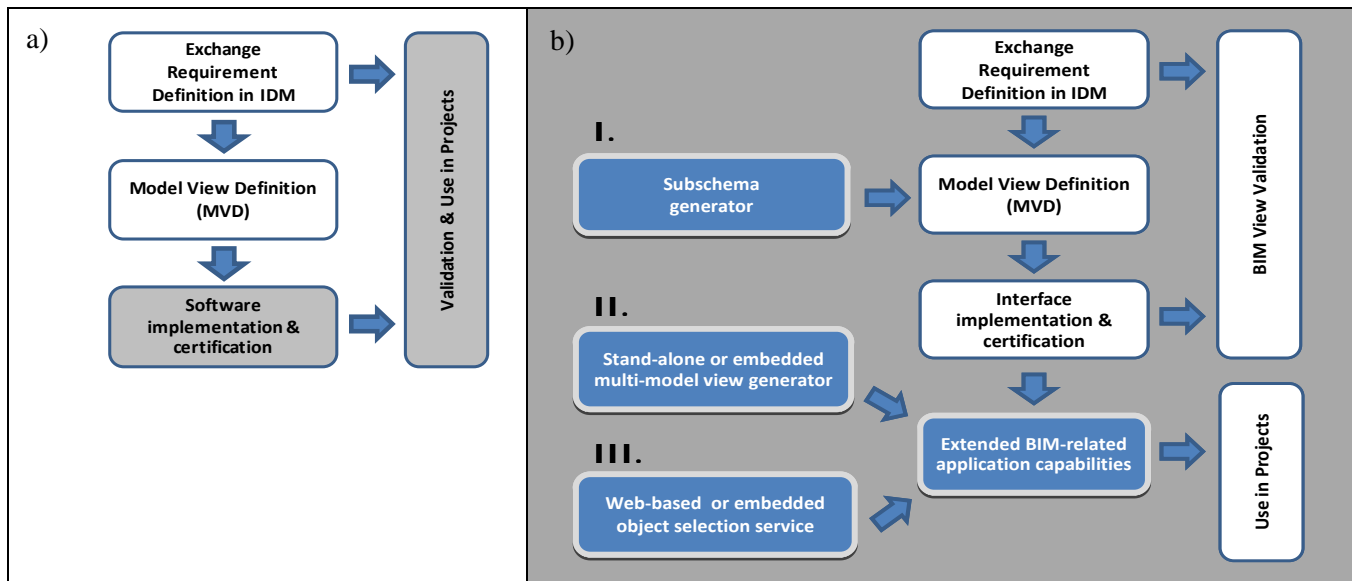 a)
Exchange
Requirement
Definition in IDM
Model View Definition
(MVD)
Software
implementation &
certification
Validation & Use in Projects
b)
Exchange
Requirement
Definition in IDM
I.
Subschema
generator
Model View Definition
(MVD)
BIM View Validation
II.
Interface
implementation &
certification
Stand-alone or embedded
multi-model view generator
III.
Extended BIM-related
application capabilities
Web-based or embedded
object selection service
Use in Projects